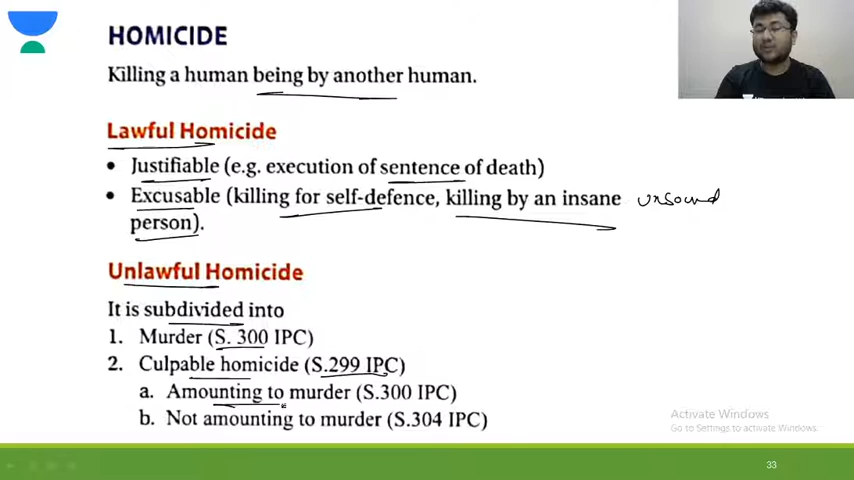 HOMICIDE
Killing a human being by another human.
Lawful Homicide
• Justifiable (e.g. execution of sentence of death)
• Excusable (killing for self-defence, killing by an insane unsound
person).
Unlawful Homicide
It is subdivided into
1. Murder (S. 300 IPC)
2. Culpable homicide (S.299 IPC)
a. Amounting to murder (S.300 IPC)
b. Not amounting to murder (S.304 IPC)
Activate Windows
Go to Settings to activate Windows.
33